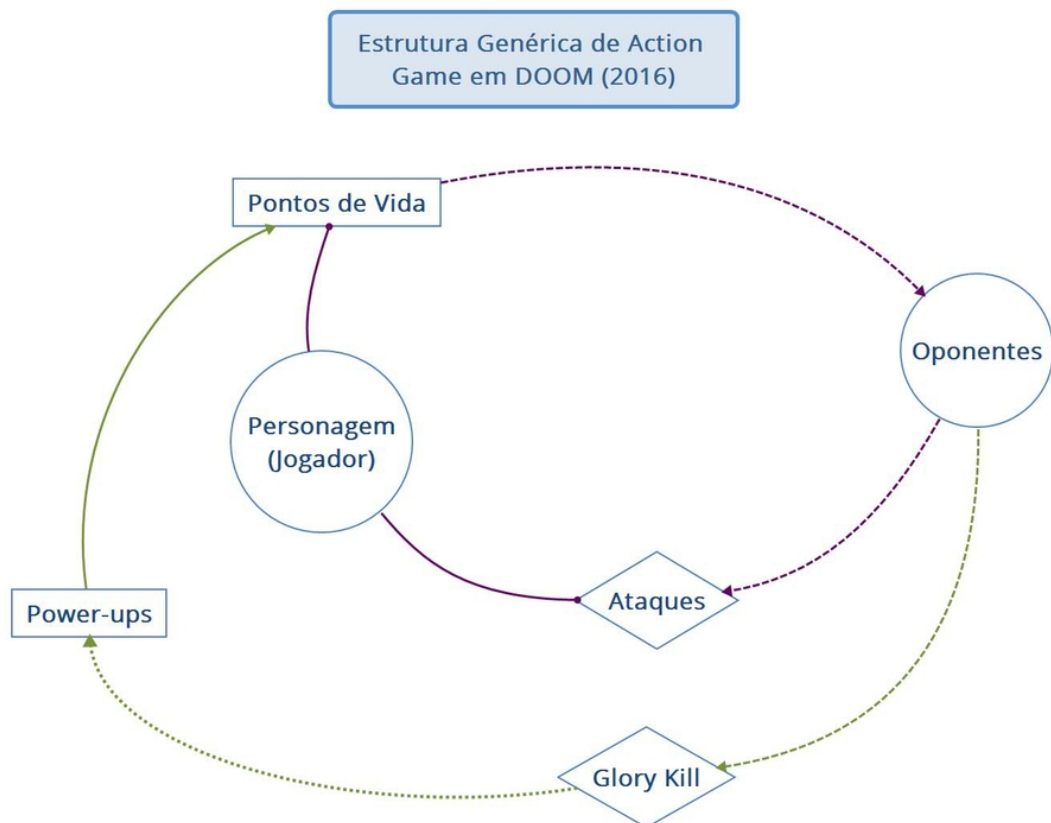 Estrutura Genérica de Action
Game em DOOM (2016)
Pontos de Vida
Oponentes
Personagem
(Jogador)
Ataques
Power-ups
Glory Kill